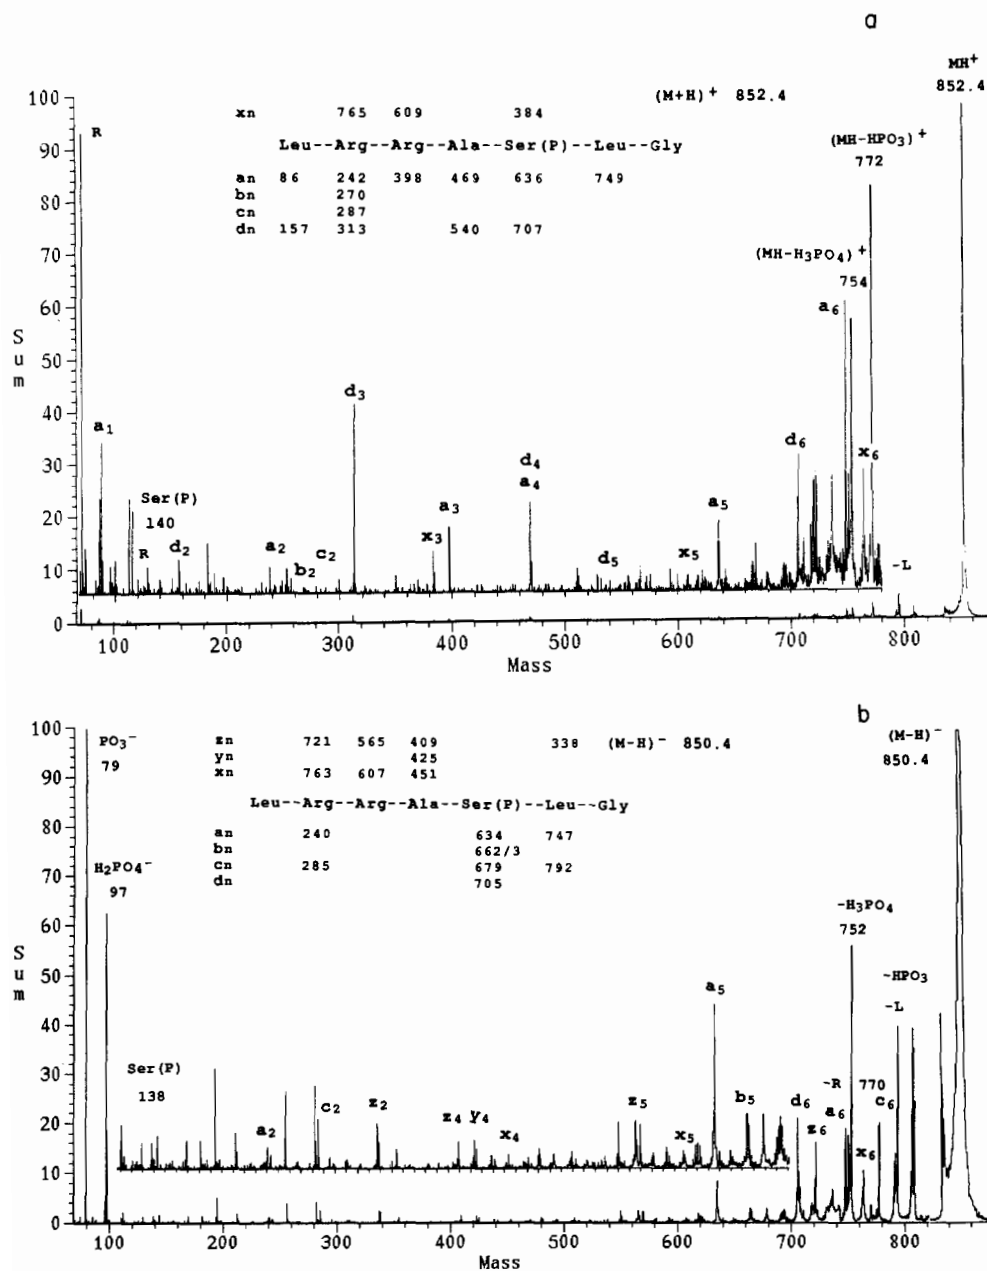 a
MH+
852.4
(M+H)+ 852.4
xn 765 609 384
Leu--Arg--Arg--Ala--Ser(P)--Leu--Gly
an 86 242 398 469 636 749
bn 270
cn 287
dn 157 313 540 707
(MH-HPO3)+
772
(MH-H3PO4)+
754
R
a1
Ser(P)
140
R
d2
a2
b2
c2
d3
x3
a3
d4
a4
d5
x5
a5
d6
a6
x6
-L
100
90
80
70
60
50
40
30
20
10
0
Sum
100 200 300 400 500 600 700 800
Mass
b
(M-H)-
850.4
PO3-
79
zn 721 565 409 338 (M-H)- 850.4
yn 425
xn 763 607 451
Leu--Arg--Arg--Ala--Ser(P)--Leu--Gly
an 240 634 747
bn 662/3
cn 285 679 792
dn 705
H2PO4-
97
-H3PO4
752
-HPO3
-L
Ser(P)
138
a2
c2
z2
z4
y4
x4
z5
x5
a5
b5
d6
z6
-R
a6
770
x6
c6
100
90
80
70
60
50
40
30
20
10
0
Sum
100 200 300 400 500 600 700 800
Mass